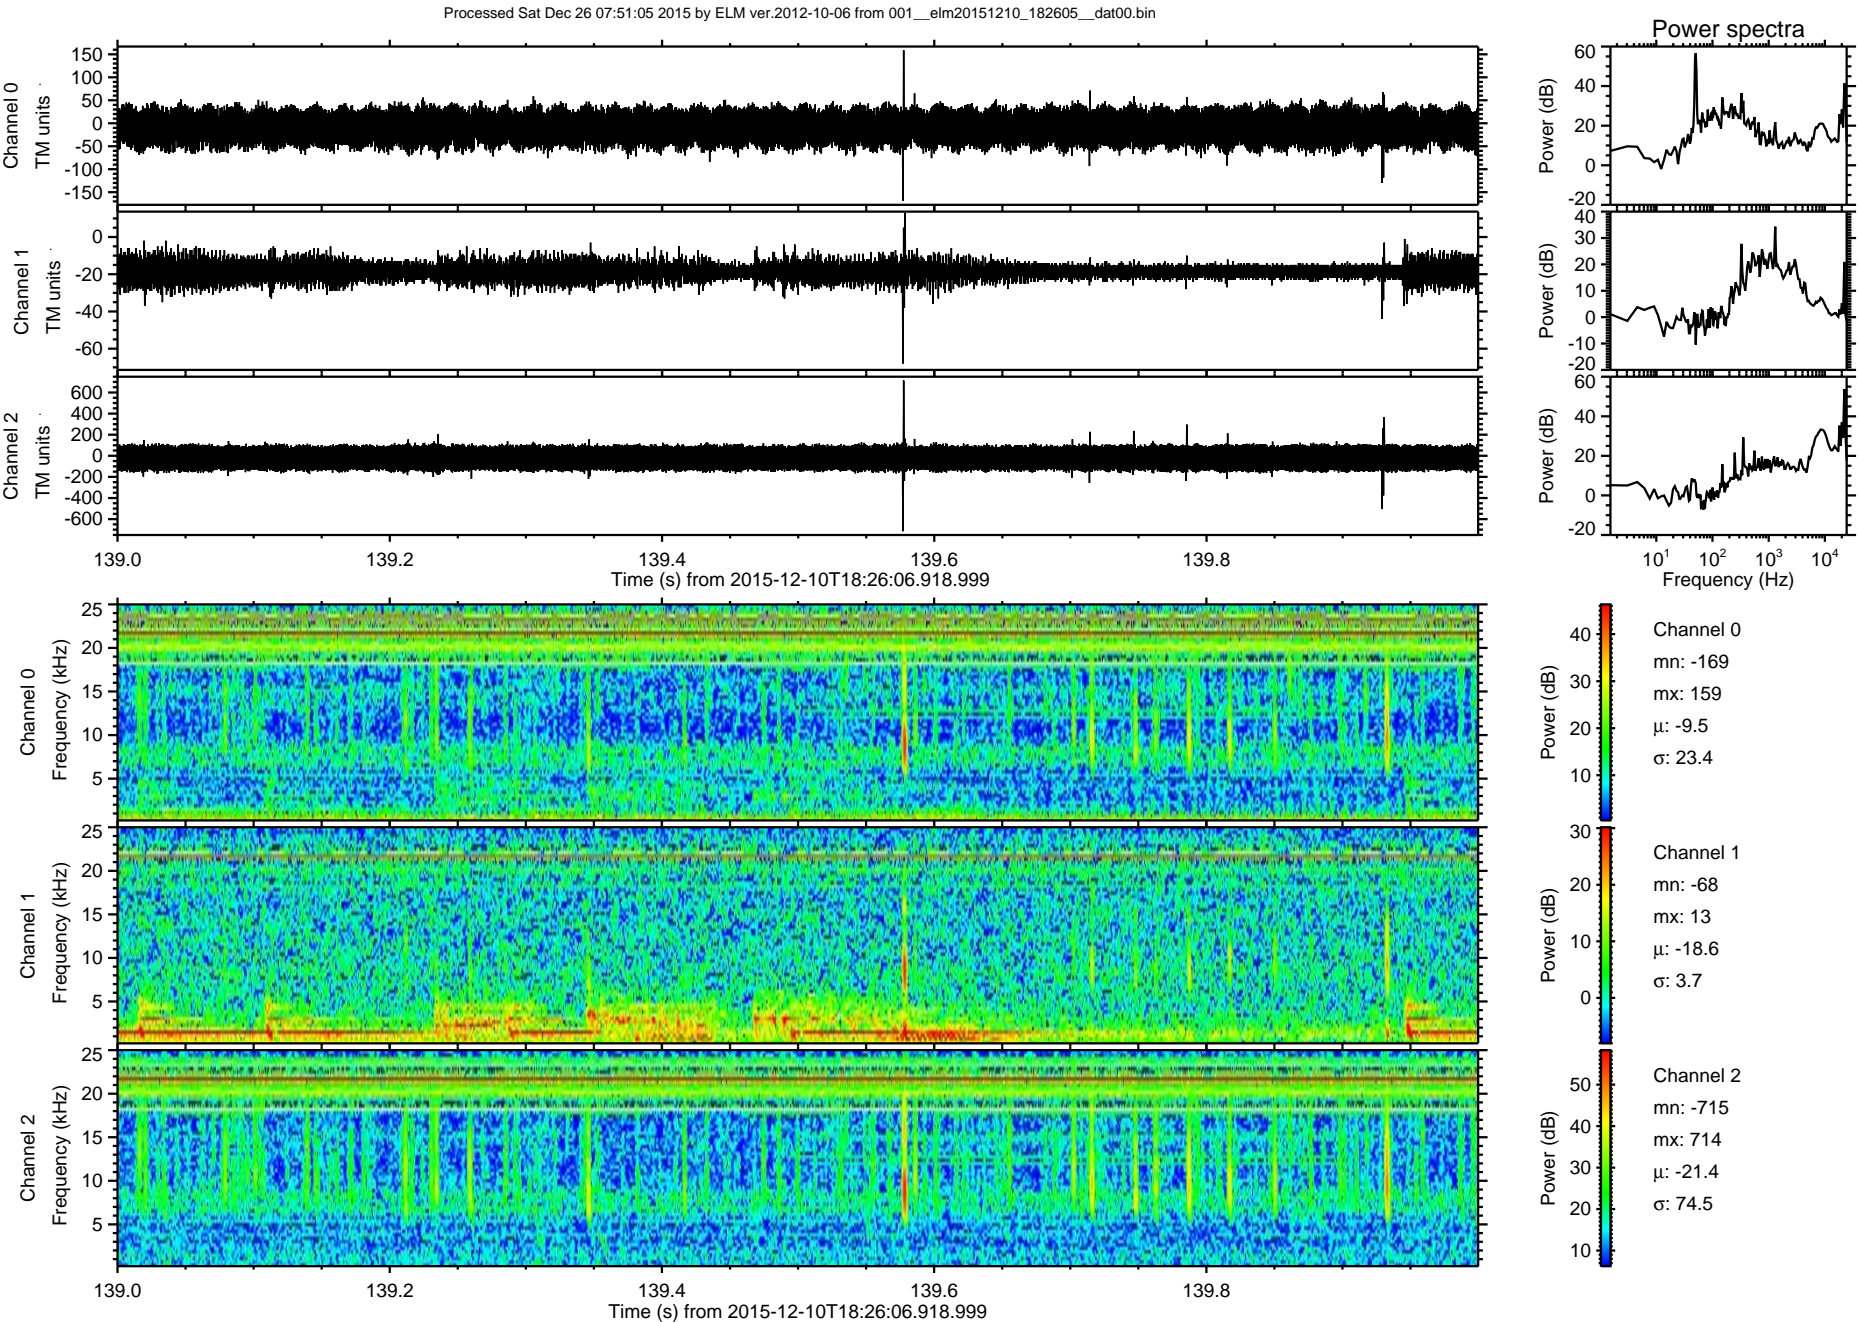 Processed Sat Dec 26 07:51:05 2015 by ELM ver.2012-10-06 from 001__elm20151210_182605__dat00.bin
Power spectra
Channel 0
TM units
150
100
50
0
-50
-100
-150
Power (dB)
60
40
20
0
-20
Channel 1
TM units
0
-20
-40
-60
Power (dB)
40
30
20
10
0
-10
-20
Channel 2
TM units
600
400
200
0
-200
-400
-600
Power (dB)
60
40
20
0
-20
139.0 139.2 139.4 139.6 139.8
Time (s) from 2015-12-10T18:26:06.918.999
10¹ 10² 10³ 10⁴
Frequency (Hz)
Channel 0
Frequency (kHz)
25
20
15
10
5
Power (dB)
40
30
20
10
Channel 0
mn: -169
mx: 159
μ: -9.5
σ: 23.4
Channel 1
Frequency (kHz)
25
20
15
10
5
Power (dB)
30
20
10
0
Channel 1
mn: -68
mx: 13
μ: -18.6
σ: 3.7
Channel 2
Frequency (kHz)
25
20
15
10
5
Power (dB)
50
40
30
20
10
Channel 2
mn: -715
mx: 714
μ: -21.4
σ: 74.5
139.0 139.2 139.4 139.6 139.8
Time (s) from 2015-12-10T18:26:06.918.999